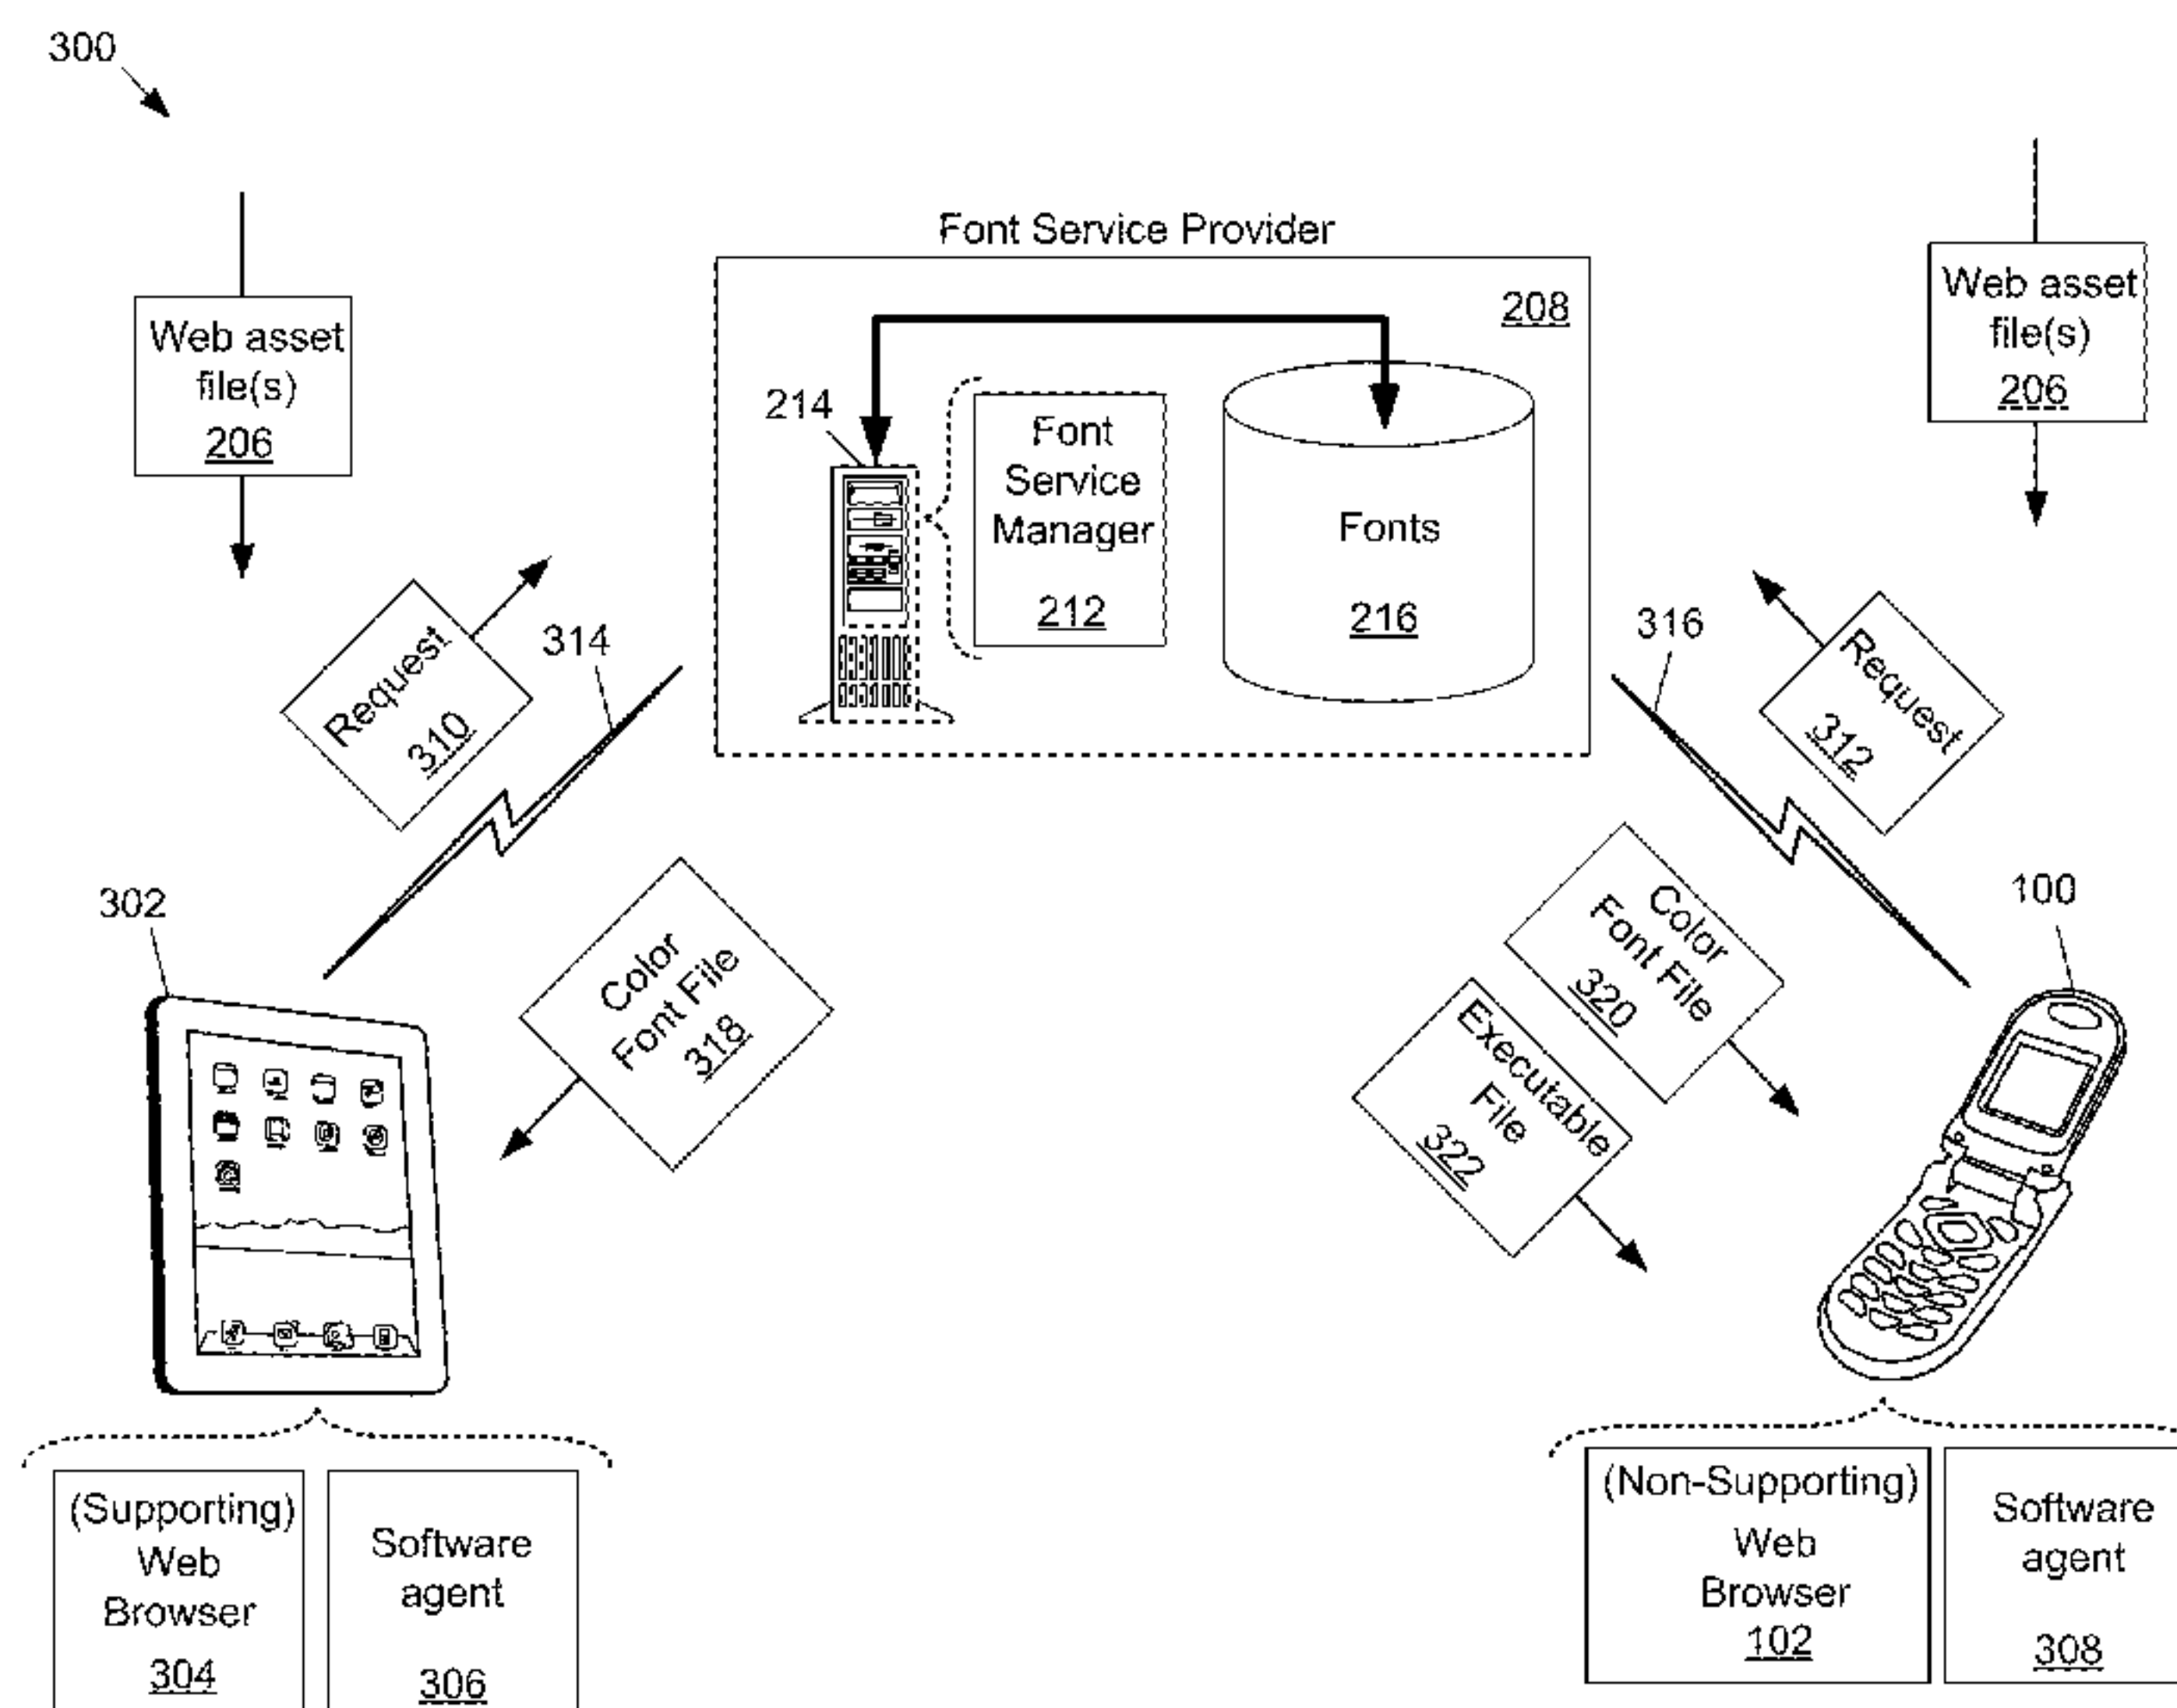 300
Font Service Provider
208
Web asset
file(s)
206
Web asset
file(s)
206
214
Font
Service
Manager
212
Fonts
216
Request
310
314
316
Request
312
302
Color
Font File
318
Color
Font File
320
Executable
File
322
100
(Supporting)
Web
Browser
304
Software
agent
306
(Non-Supporting)
Web
Browser
102
Software
agent
308